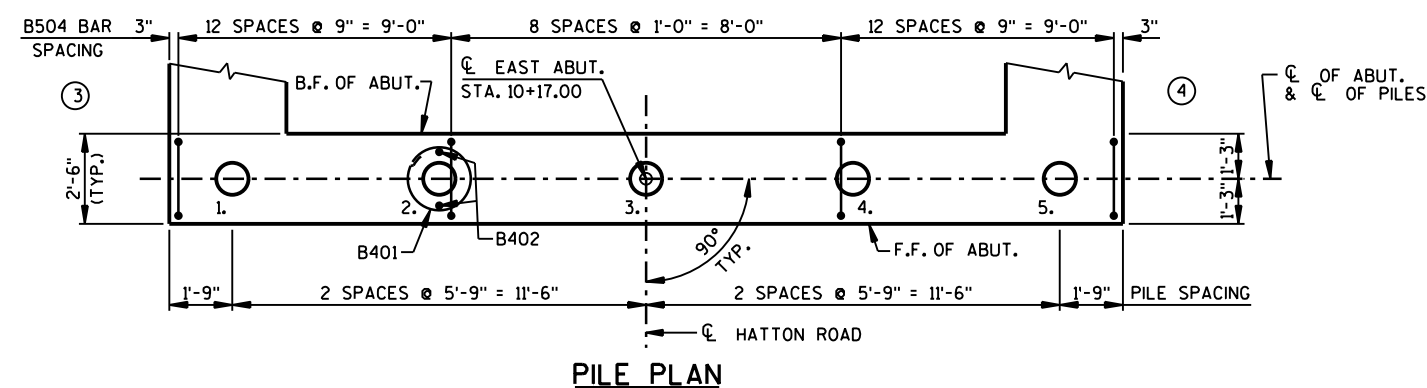 B504 BAR SPACING
3"
12 SPACES @ 9" = 9'-0"
8 SPACES @ 1'-0" = 8'-0"
12 SPACES @ 9" = 9'-0"
3"
3
B.F. OF ABUT.
℄ EAST ABUT.
STA. 10+17.00
4
℄ OF ABUT.
& ℄ OF PILES
2'-6"
(TYP.)
1'-3"
1'-3"
1.
2.
3.
4.
5.
B401
B402
90°
TYP.
F.F. OF ABUT.
1'-9"
2 SPACES @ 5'-9" = 11'-6"
2 SPACES @ 5'-9" = 11'-6"
1'-9"
PILE SPACING
℄ HATTON ROAD
PILE PLAN